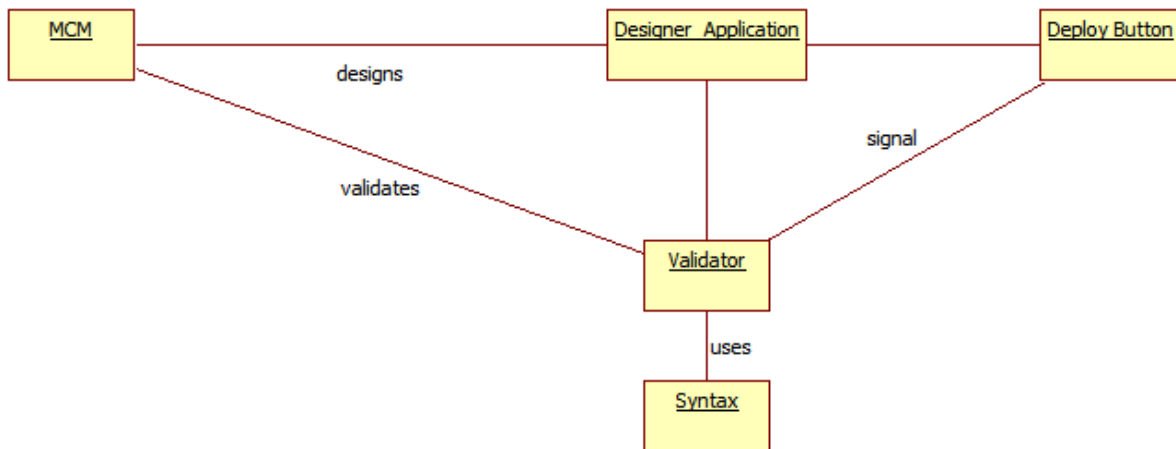 MCM
Designer Application
Deploy Button
designs
signal
validates
Validator
uses
Syntax